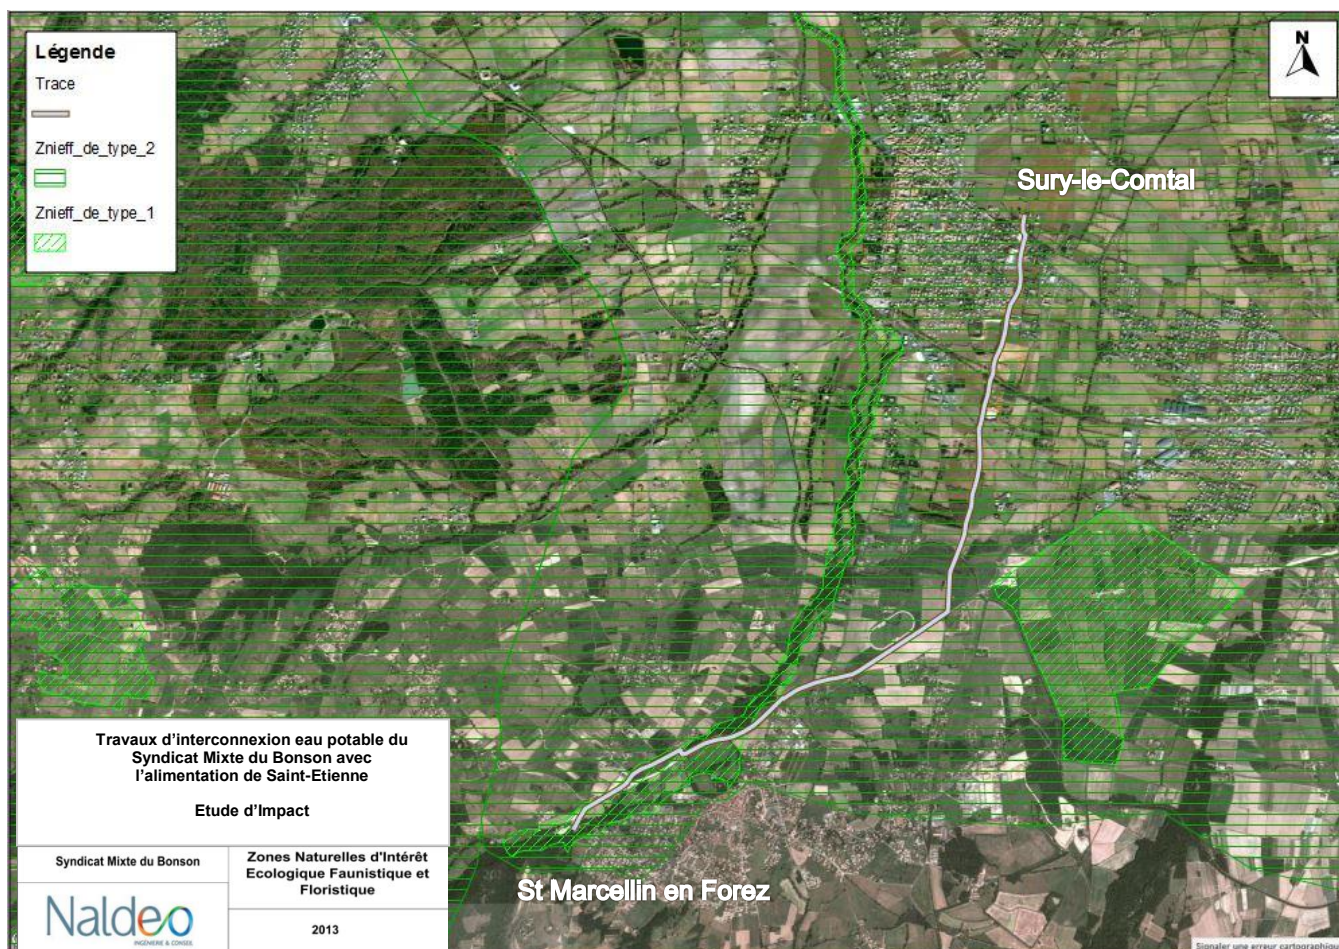 Légende
Trace
Znieff_de_type_2
Znieff_de_type_1
N
Sury-le-Comtal
Travaux d'interconnexion eau potable du
Syndicat Mixte du Bonson avec
l'alimentation de Saint-Etienne
Etude d'Impact
Syndicat Mixte du Bonson
Naldeo
INGENIERIE & CONSEIL
Zones Naturelles d'Intérêt
Ecologique Faunistique et
Floristique
2013
St Marcellin en Forez
Signaler une erreur cartographique